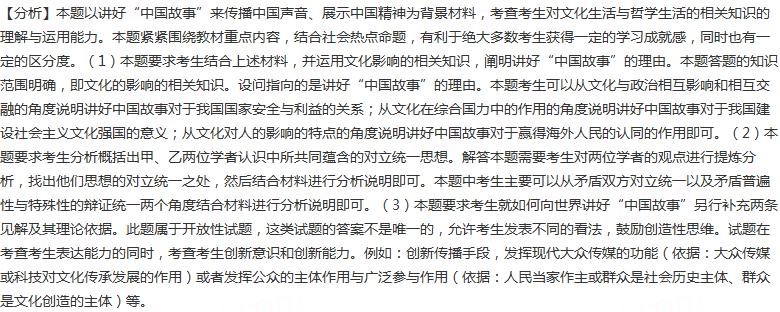 【分析】本题以讲好“中国故事”来传播中国声音、展示中国精神为背景材料，考查考生对文化生活与哲学生活的相关知识的
理解与运用能力。本题紧紧围绕教材重点内容，结合社会热点命题，有利于绝大多数考生获得一定的学习成就感，同时也有一
定的区分度。（1）本题要求考生结合上述材料，并运用文化影响的相关知识，阐明讲好“中国故事”的理由。本题答题的知识
范围明确，即文化的影响的相关知识。设问指向的是讲好“中国故事”的理由。本题考生可以从文化与政治相互影响和相互交
融的角度说明讲好中国故事对于我国国家安全与利益的关系；从文化在综合国力中的作用的角度说明讲好中国故事对于我国建
设社会主义文化强国的意义；从文化对人的影响的特点的角度说明讲好中国故事对于赢得海外人民的认同的作用即可。（2）本
题要求考生分析概括出甲、乙两位学者认识中所共同蕴含的对立统一思想。解答本题需要考生对两位学者的观点进行提炼分
析，找出他们思想的对立统一之处，然后结合材料进行分析说明即可。本题中考生主要可以从矛盾双方对立统一以及矛盾普遍
性与特殊性的辩证统一两个角度结合材料进行分析说明即可。（3）本题要求考生就如何向世界讲好“中国故事”另行补充两条
见解及其理论依据。此题属于开放性试题，这类试题的答案不是唯一的，允许考生发表不同的看法，鼓励创造性思维。试题在
考查考生表达能力的同时，考查考生创新意识和创新能力。例如：创新传播手段，发挥现代大众传媒的功能（依据：大众传媒
或科技对文化传承发展的作用）或者发挥公众的主体作用与广泛参与作用（依据：人民当家作主或群众是社会历史主体、群众
是文化创造的主体）等。